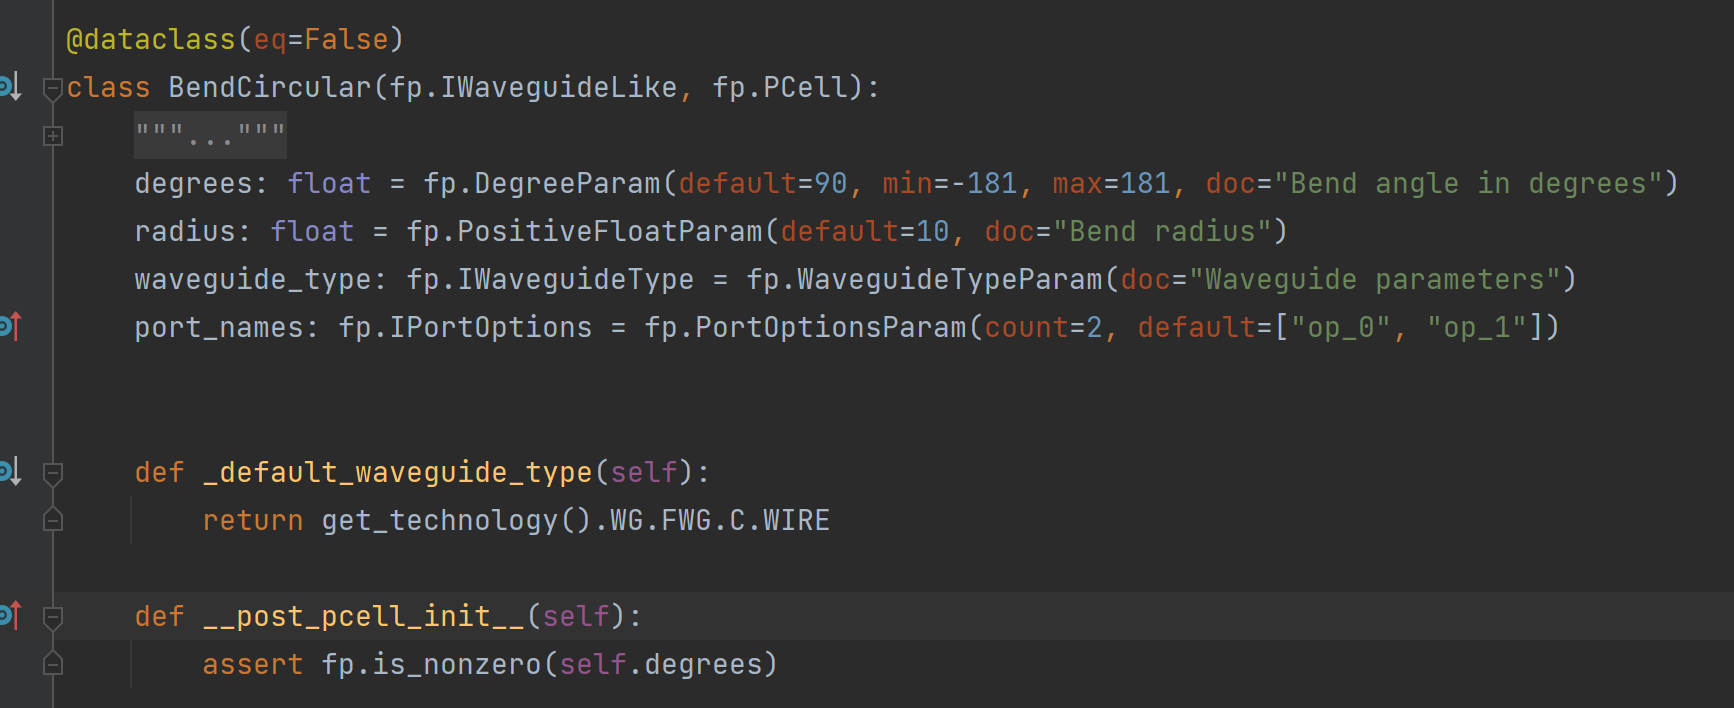 @dataclass(eq=False)
class BendCircular(fp.IWaveguideLike, fp.PCell):
    """..."""
    degrees: float = fp.DegreeParam(default=90, min=-181, max=181, doc="Bend angle in degrees")
    radius: float = fp.PositiveFloatParam(default=10, doc="Bend radius")
    waveguide_type: fp.IWaveguideType = fp.WaveguideTypeParam(doc="Waveguide parameters")
    port_names: fp.IPortOptions = fp.PortOptionsParam(count=2, default=["op_0", "op_1"])
    def _default_waveguide_type(self):
        return get_technology().WG.FWG.C.WIRE
    def __post_pcell_init__(self):
        assert fp.is_nonzero(self.degrees)